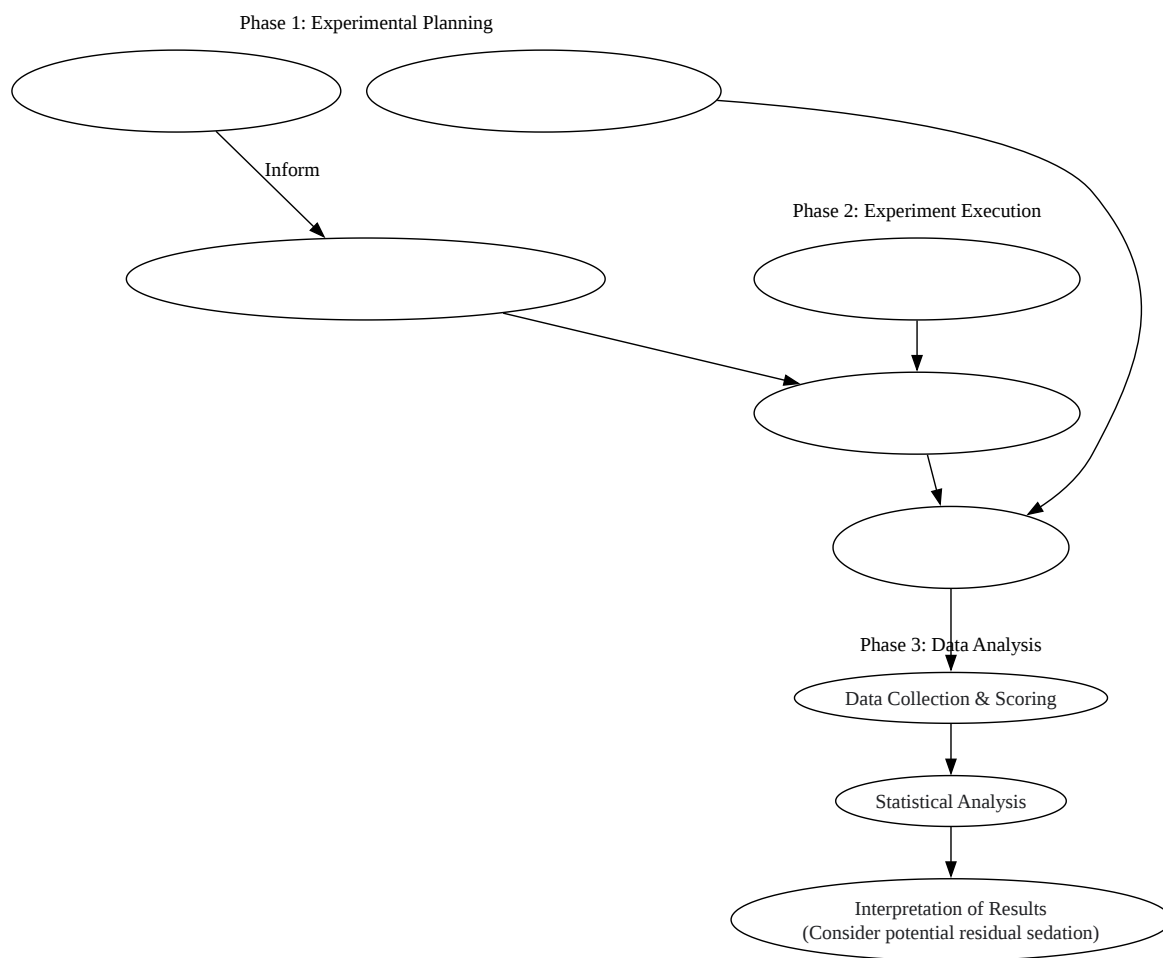 Phase 1: Experimental Planning
Inform
Phase 2: Experiment Execution
Phase 3: Data Analysis
Data Collection & Scoring
Statistical Analysis
Interpretation of Results
(Consider potential residual sedation)